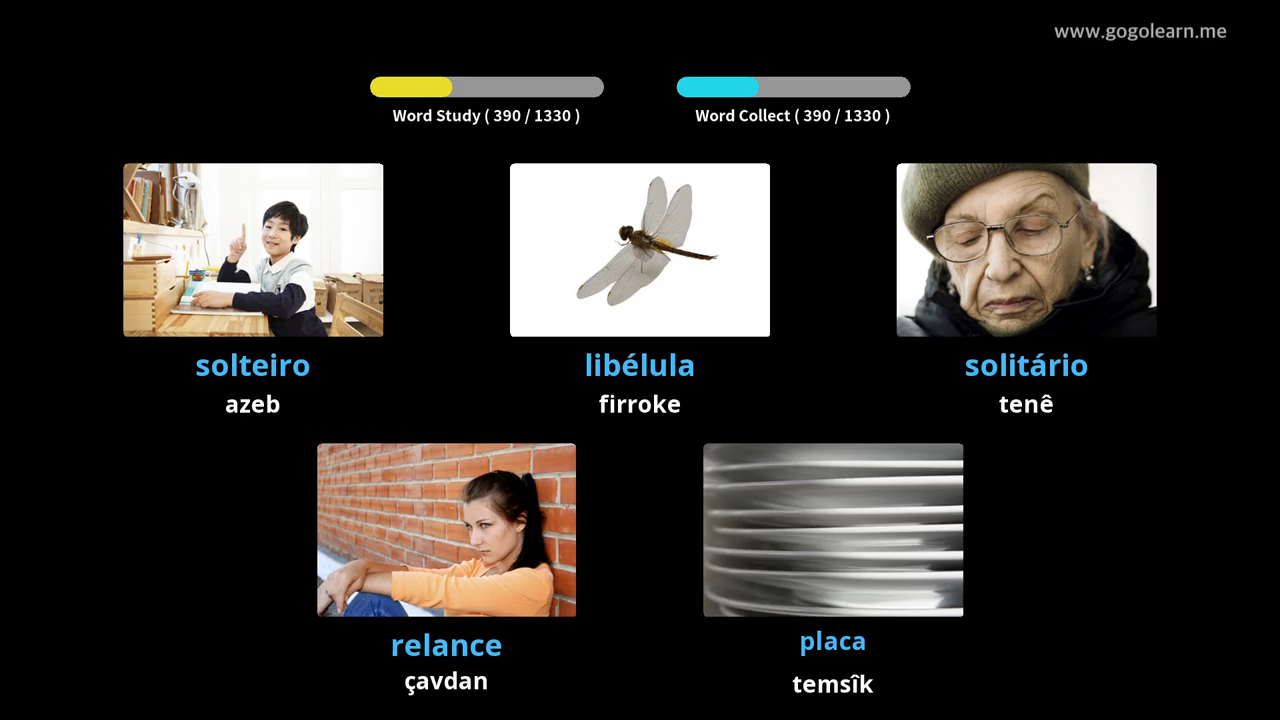 www.gogolearn.me
Word Study ( 390 / 1330 )
Word Collect ( 390 / 1330 )
solteiro
azeb
libélula
firroke
solitário
tenê
relance
çavdan
placa
temsîk